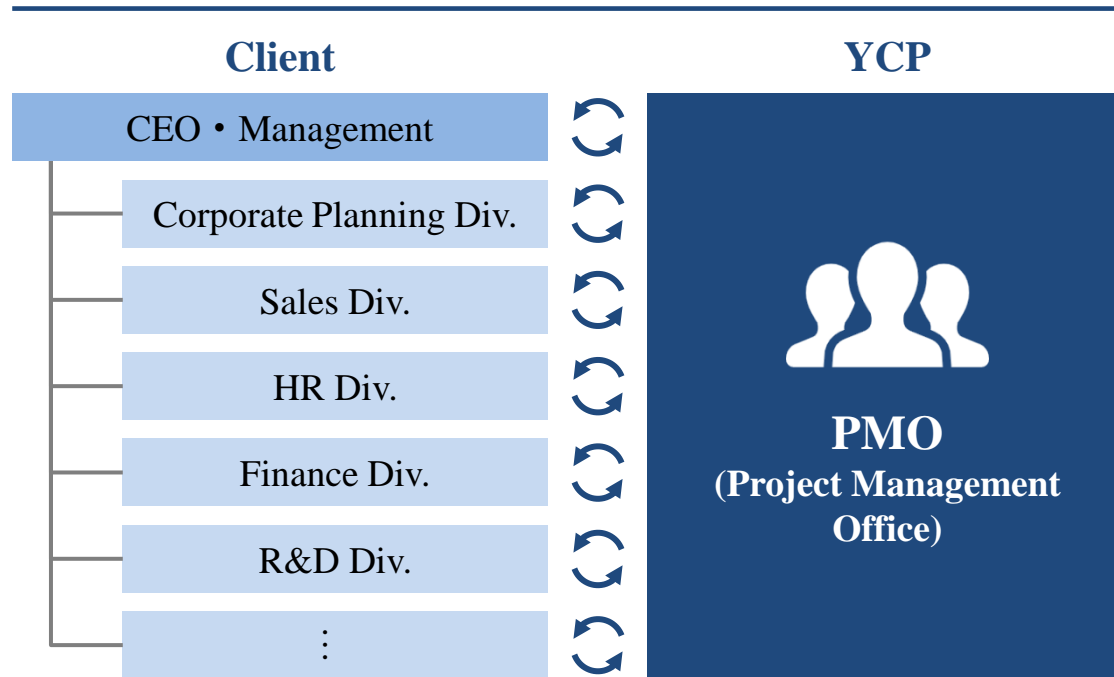 Client
YCP
CEO・Management
Corporate Planning Div.
Sales Div.
HR Div.
Finance Div.
R&D Div.
⋮
PMO
(Project Management
Office)